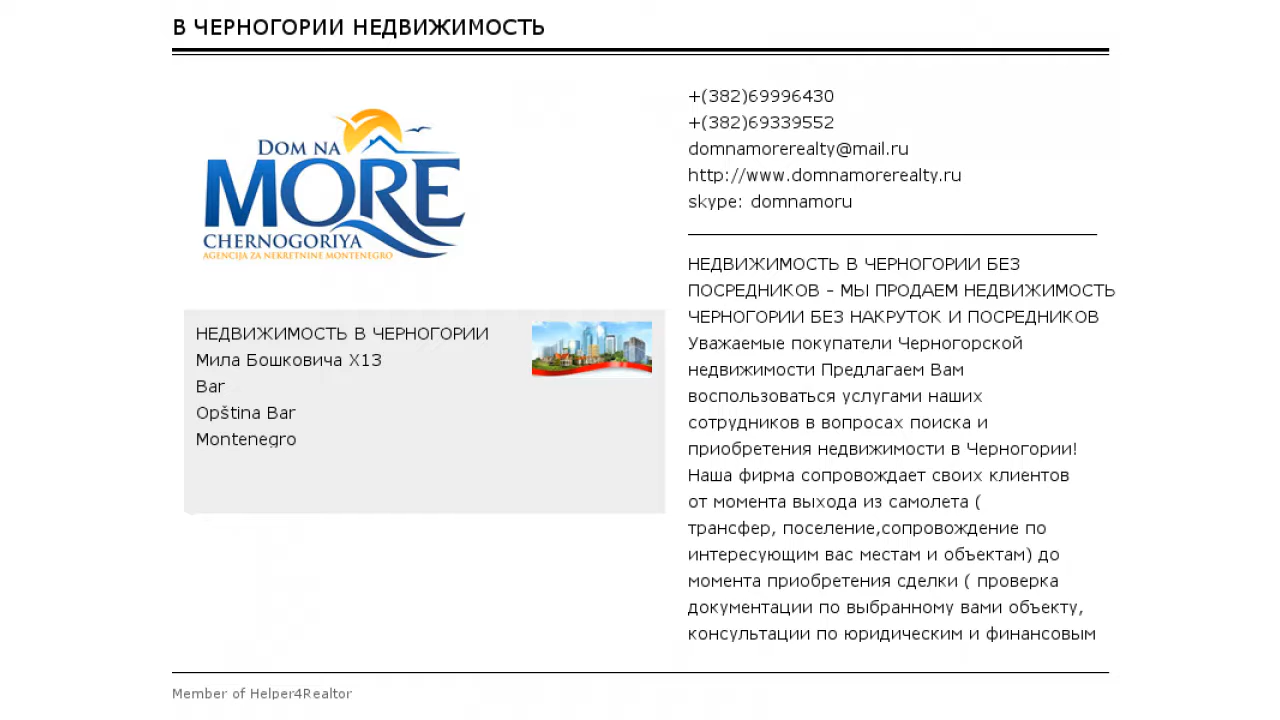 В ЧЕРНОГОРИИ НЕДВИЖИМОСТЬ
DOM NA
MORE
CHERNOGORIYA
AGENCIJA ZA NEKRETNINE MONTENEGRO
НЕДВИЖИМОСТЬ В ЧЕРНОГОРИИ
Мила Бошковича Х13
Bar
Opština Bar
Montenegro
+(382)69996430
+(382)69339552
domnamorerealty@mail.ru
http://www.domnamorerealty.ru
skype: domnamoru
НЕДВИЖИМОСТЬ В ЧЕРНОГОРИИ БЕЗ
ПОСРЕДНИКОВ - МЫ ПРОДАЕМ НЕДВИЖИМОСТЬ
ЧЕРНОГОРИИ БЕЗ НАКРУТОК И ПОСРЕДНИКОВ
Уважаемые покупатели Черногорской
недвижимости Предлагаем Вам
воспользоваться услугами наших
сотрудников в вопросах поиска и
приобретения недвижимости в Черногории!
Наша фирма сопровождает своих клиентов
от момента выхода из самолета (
трансфер, поселение,сопровождение по
интересующим вас местам и объектам) до
момента приобретения сделки ( проверка
документации по выбранному вами объекту,
консультации по юридическим и финансовым
Member of Helper4Realtor